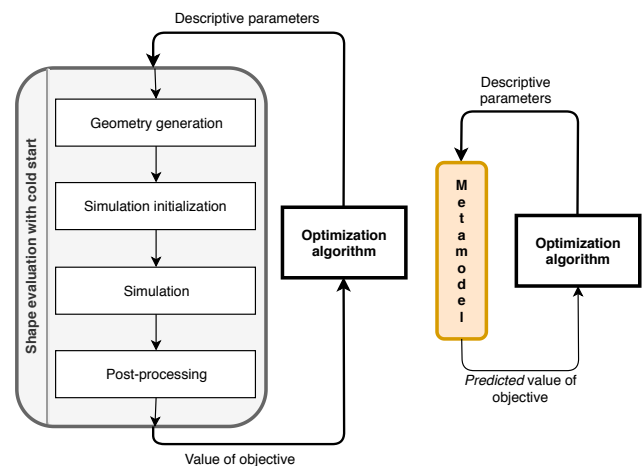 Descriptive parameters
Shape evaluation with cold start
Geometry generation
Simulation initialization
Simulation
Post-processing
Optimization
algorithm
Value of objective
Descriptive
parameters
Metamodel
Optimization
algorithm
Predicted value of
objective